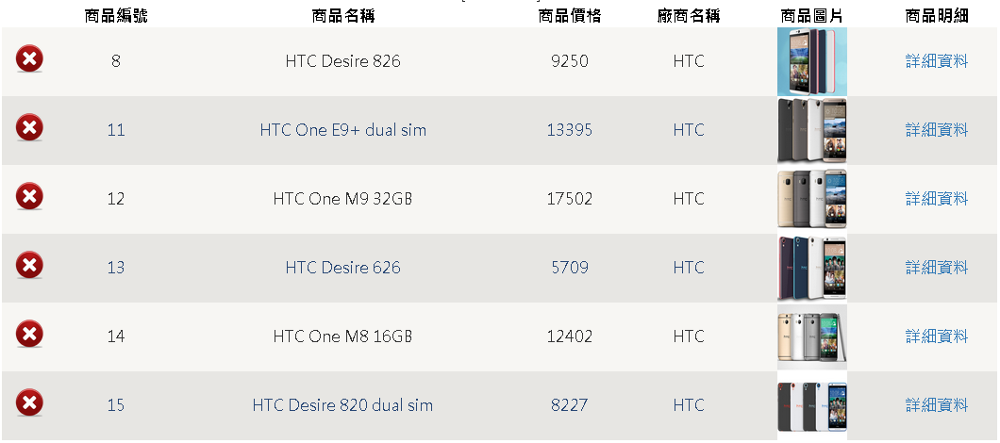 商品編號 商品名稱 商品價格 廠商名稱 商品圖片 商品明細
8 HTC Desire 826 9250 HTC 詳細資料
11 HTC One E9+ dual sim 13395 HTC 詳細資料
12 HTC One M9 32GB 17502 HTC 詳細資料
13 HTC Desire 626 5709 HTC 詳細資料
14 HTC One M8 16GB 12402 HTC 詳細資料
15 HTC Desire 820 dual sim 8227 HTC 詳細資料